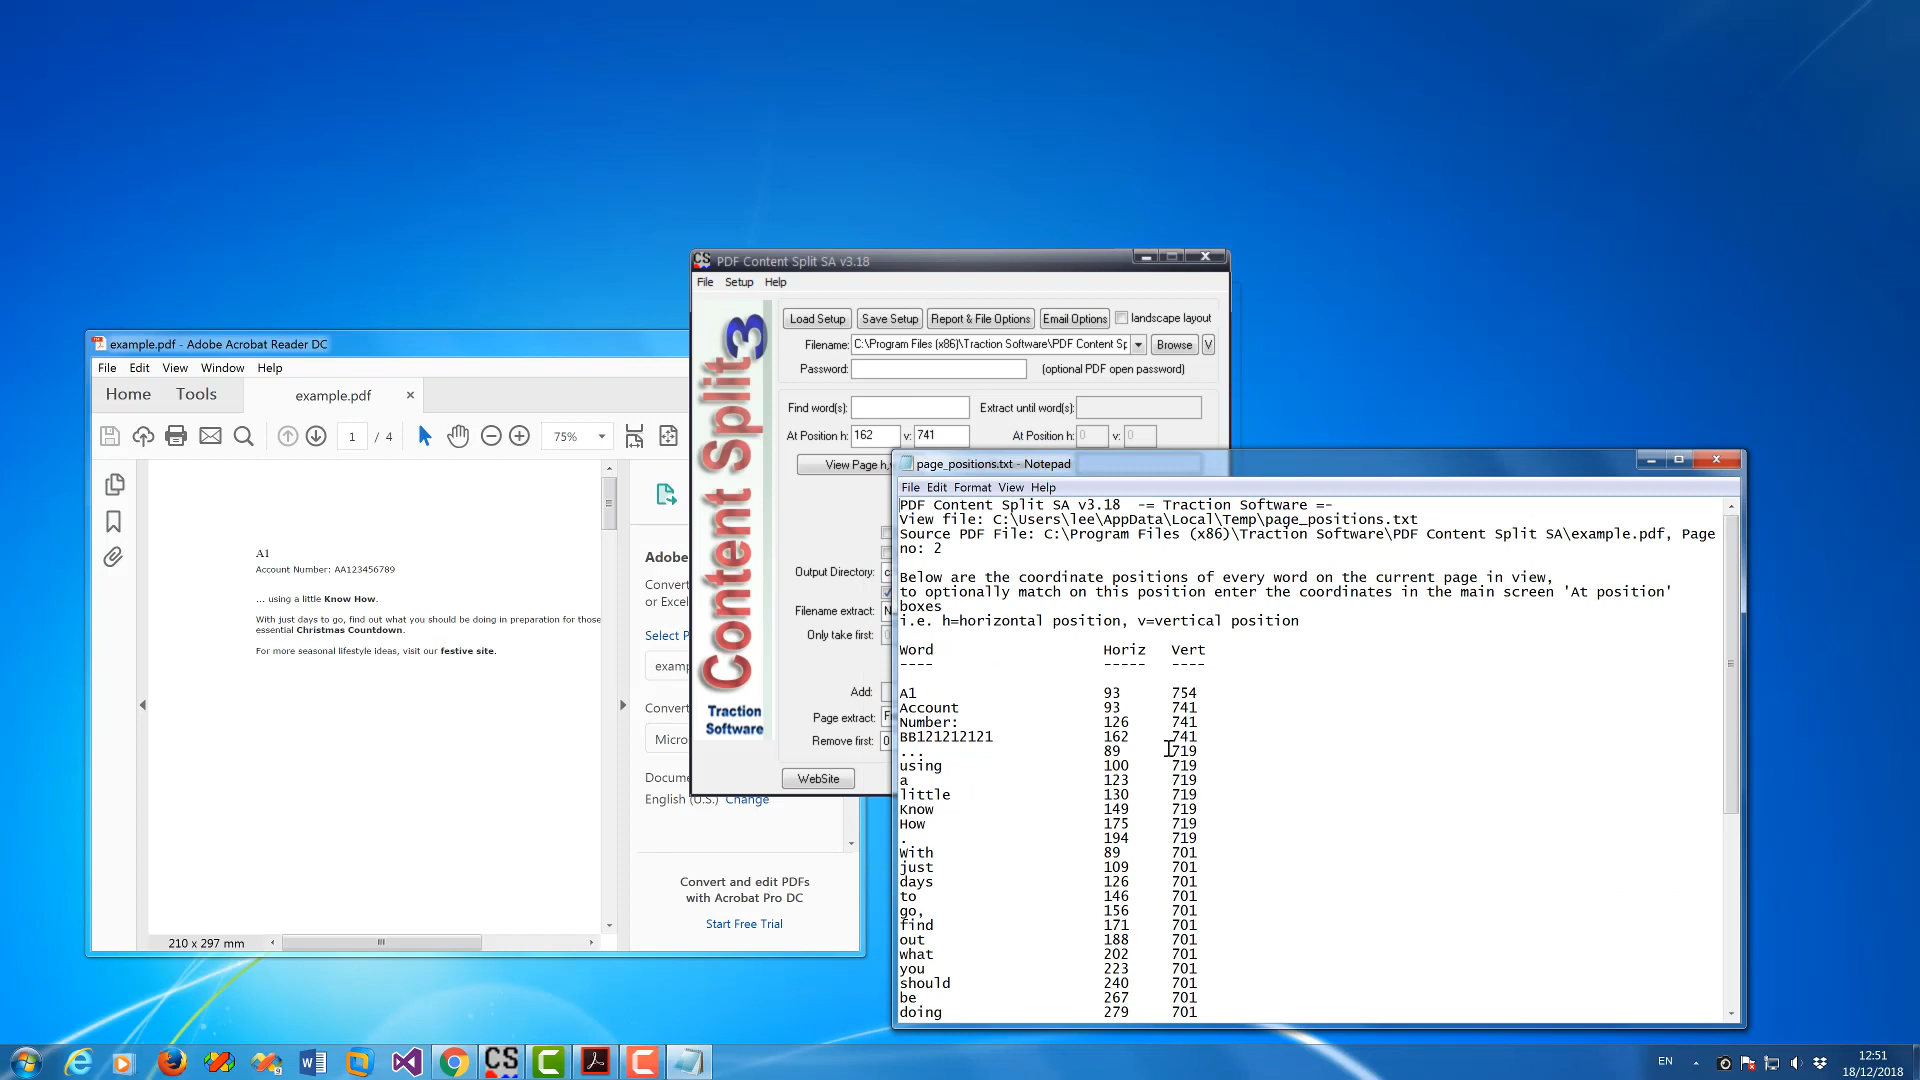 CS PDF Content Split SA v3.18
File Setup Help
Load Setup Save Setup Report & File Options Email Options landscape layout
Filename: C:\Program Files (x86)\Traction Software\PDF Content Sp Browse V
Password: (optional PDF open password)
Find word(s): Extract until word(s):
At Position h: 162 v: 741 At Position h: 0 v: 0
View Page h,
Output Directory:
Filename extract: N
Only take first:
Add:
Page extract:
Remove first: 0
WebSite
Content Split 3
Traction
Software
example.pdf - Adobe Acrobat Reader DC
File Edit View Window Help
Home Tools example.pdf
1 / 4 75%
A1
Account Number: AA123456789
... using a little Know How.
With just days to go, find out what you should be doing in preparation for those
essential Christmas Countdown.
For more seasonal lifestyle ideas, visit our festive site.
210 x 297 mm
Adobe
Convert
or Excel
Select P
examp
Convert
Micro
Docume
English (U.S.) Change
Convert and edit PDFs
with Acrobat Pro DC
Start Free Trial
page_positions.txt - Notepad
File Edit Format View Help
PDF Content Split SA v3.18 -= Traction Software =-
View file: C:\Users\lee\AppData\Local\Temp\page_positions.txt
Source PDF File: C:\Program Files (x86)\Traction Software\PDF Content Split SA\example.pdf, Page
no: 2
Below are the coordinate positions of every word on the current page in view,
to optionally match on this position enter the coordinates in the main screen 'At position'
boxes
i.e. h=horizontal position, v=vertical position
Word Horiz Vert
---- ----- ----
A1 93 754
Account 93 741
Number: 126 741
BB121212121 162 741
... 89 719
using 100 719
a 123 719
little 130 719
Know 149 719
How 175 719
. 194 719
With 89 701
just 109 701
days 126 701
to 146 701
go, 156 701
find 171 701
out 188 701
what 202 701
you 223 701
should 240 701
be 267 701
doing 279 701
CS
EN
12:51
18/12/2018